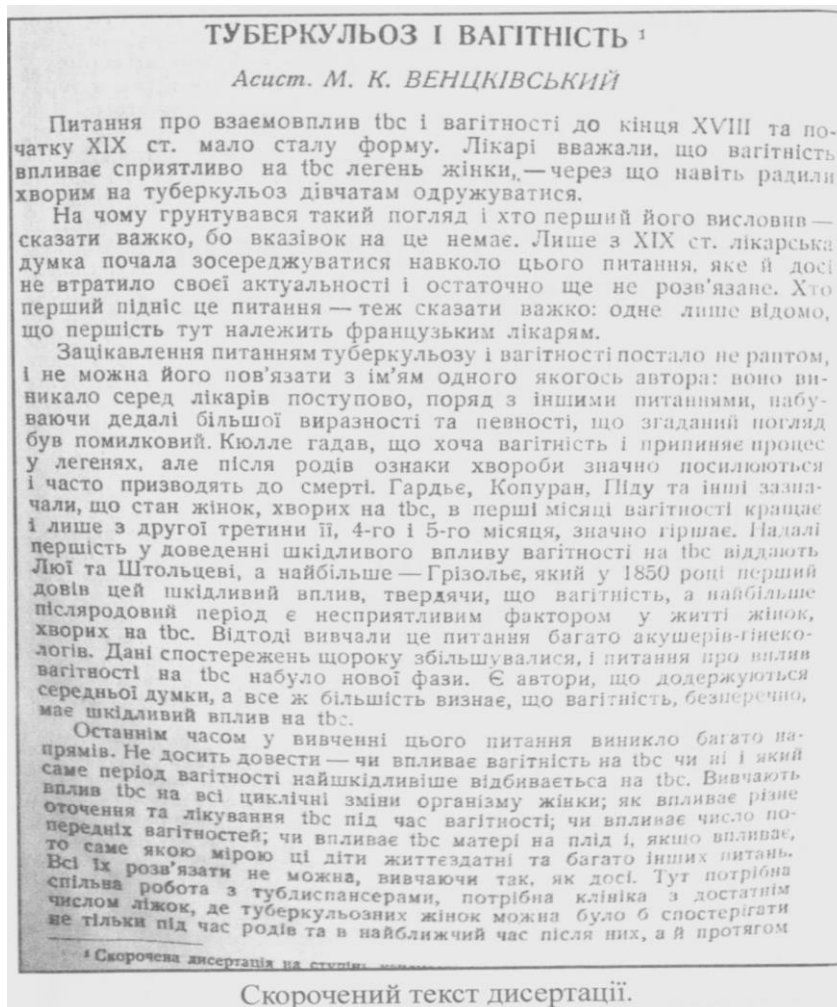 ТУБЕРКУЛЬОЗ І ВАГІТНІСТЬ ¹
Асист. М. К. ВЕНЦКІВСЬКИЙ
Питання про взаємовплив tbc і вагітності до кінця XVIII та по-
чатку XIX ст. мало сталу форму. Лікарі вважали, що вагітність
впливає сприятливо на tbc легень жінки, — через що навіть радили
хворим на туберкульоз дівчатам одружуватися.
На чому грунтувався такий погляд і хто перший його висловив —
сказати важко, бо вказівок на це немає. Лише з XIX ст. лікарська
думка почала зосереджуватися навколо цього питання, яке й досі
не втратило своєї актуальності і остаточно ще не розв'язане. Хто
перший підніс це питання — теж сказати важко: одне лише відомо,
що першість тут належить французьким лікарям.
Зацікавлення питанням туберкульозу і вагітності постало не раптом,
і не можна його пов'язати з ім'ям одного якогось автора: воно ви-
никало серед лікарів поступово, поряд з іншими питаннями, набу-
ваючи дедалі більшої виразності та певності, що згаданий погляд
був помилковий. Кюлле гадав, що хоча вагітність і припиняє процес
у легенях, але після родів ознаки хвороби значно посилюються
і часто призводять до смерті. Гардьє, Копуран, Піду та інші зазна-
чали, що стан жінок, хворих на tbc, в перші місяці вагітності кращає
і лише з другої третини її, 4-го і 5-го місяця, значно гіршає. Надалі
першість у доведенні шкідливого впливу вагітності на tbc віддають
Люї та Штольцеві, а найбільше — Грізольє, який у 1850 році перший
довів цей шкідливий вплив, твердячи, що вагітність, а найбільше
післяродовий період є несприятливим фактором у житті жінок,
хворих на tbc. Відтоді вивчали це питання багато акушерів-гінеко-
логів. Дані спостережень щороку збільшувалися, і питання про вплив
вагітності на tbc набуло нової фази. Є автори, що додержуються
середньої думки, а все ж більшість визнає, що вагітність, безперечно,
має шкідливий вплив на tbc.
Останнім часом у вивченні цього питання виникло багато на-
прямів. Не досить довести — чи впливає вагітність на tbc чи ні і який
саме період вагітності найшкідливіше відбивається на tbc. Вивчають
вплив tbc на всі циклічні зміни організму жінки; як впливає різне
оточення та лікування tbc під час вагітності; чи впливає число по-
передніх вагітностей; чи впливає tbc матері на плід і, якщо впливає,
то саме якою мірою ці діти життєздатні та багато інших питань.
Всі їх розв'язати не можна, вивчаючи так, як досі. Тут потрібна
спільна робота з тубдиспансерами, потрібна клініка з достатнім
числом ліжок, де туберкульозних жінок можна було б спостерігати
не тільки під час родів та в найближчий час після них, а й протягом
¹ Скорочена дисертація на ступінь
Скорочений текст дисертації.